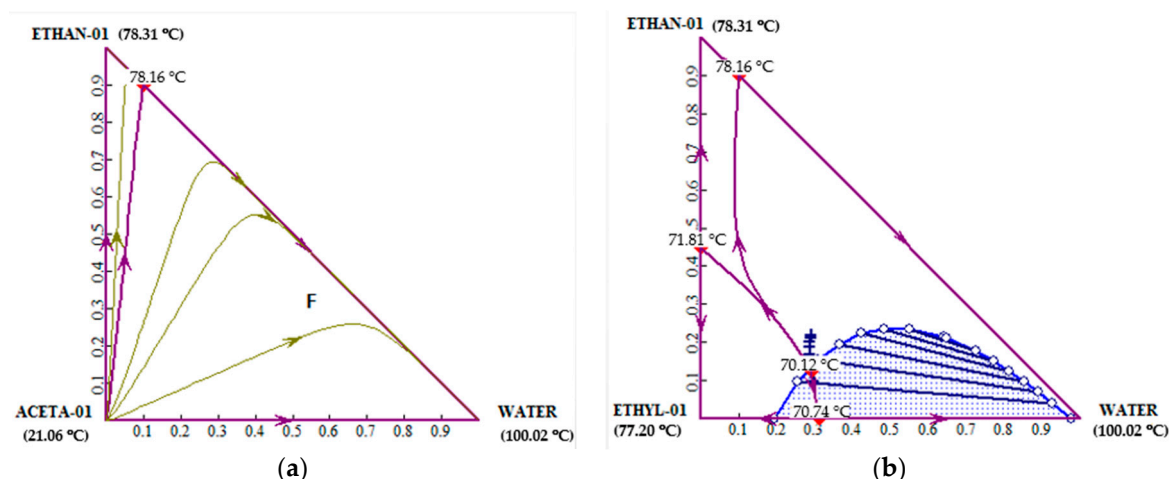 ETHAN-01 (78.31 °C)
78.16 °C
0.9
0.8
0.7
0.6
0.5
0.4
0.3
0.2
0.1
F
ACETA-01
(21.06 °C)
0.1 0.2 0.3 0.4 0.5 0.6 0.7 0.8 0.9
WATER
(100.02 °C)
(a)
ETHAN-01 (78.31 °C)
78.16 °C
0.9
0.8
0.7
0.6
0.5
71.81 °C
0.4
0.3
0.2
0.1
70.12 °C
70.74 °C
ETHYL-01
(77.20 °C)
0.1 0.2 0.3 0.4 0.5 0.6 0.7 0.8 0.9
WATER
(100.02 °C)
(b)